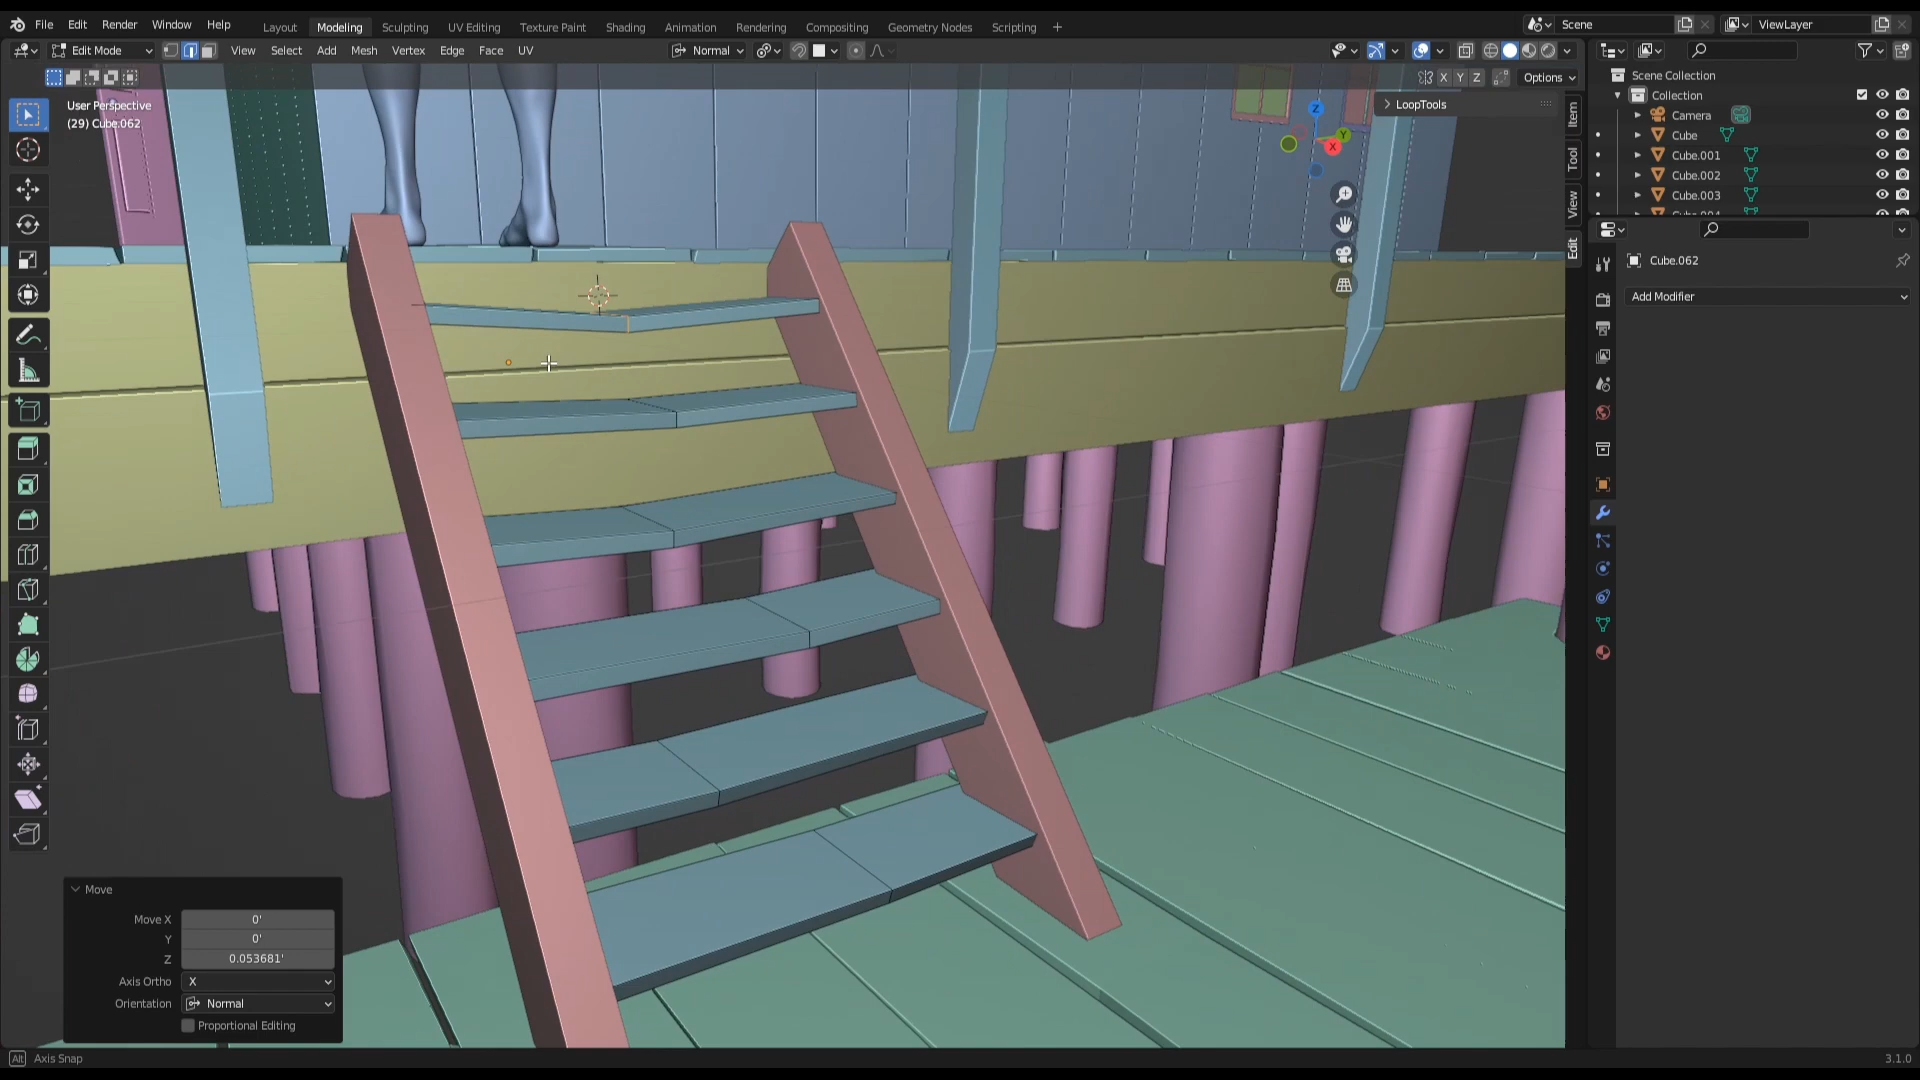 File Edit Render Window Help
Layout Modeling Sculpting UV Editing Texture Paint Shading Animation Rendering Compositing Geometry Nodes Scripting +
Scene
ViewLayer
Edit Mode View Select Add Mesh Vertex Edge Face UV
Normal
X Y Z Options
User Perspective
(29) Cube.062
LoopTools
Z
Y
X
Item
Tool
View
Edit
Scene Collection
Collection
Camera
Cube
Cube.001
Cube.002
Cube.003
Cube.062
Add Modifier
Move
Move X 0'
Y 0'
Z 0.053681'
Axis Ortho X
Orientation Normal
Proportional Editing
Alt Axis Snap
3.1.0